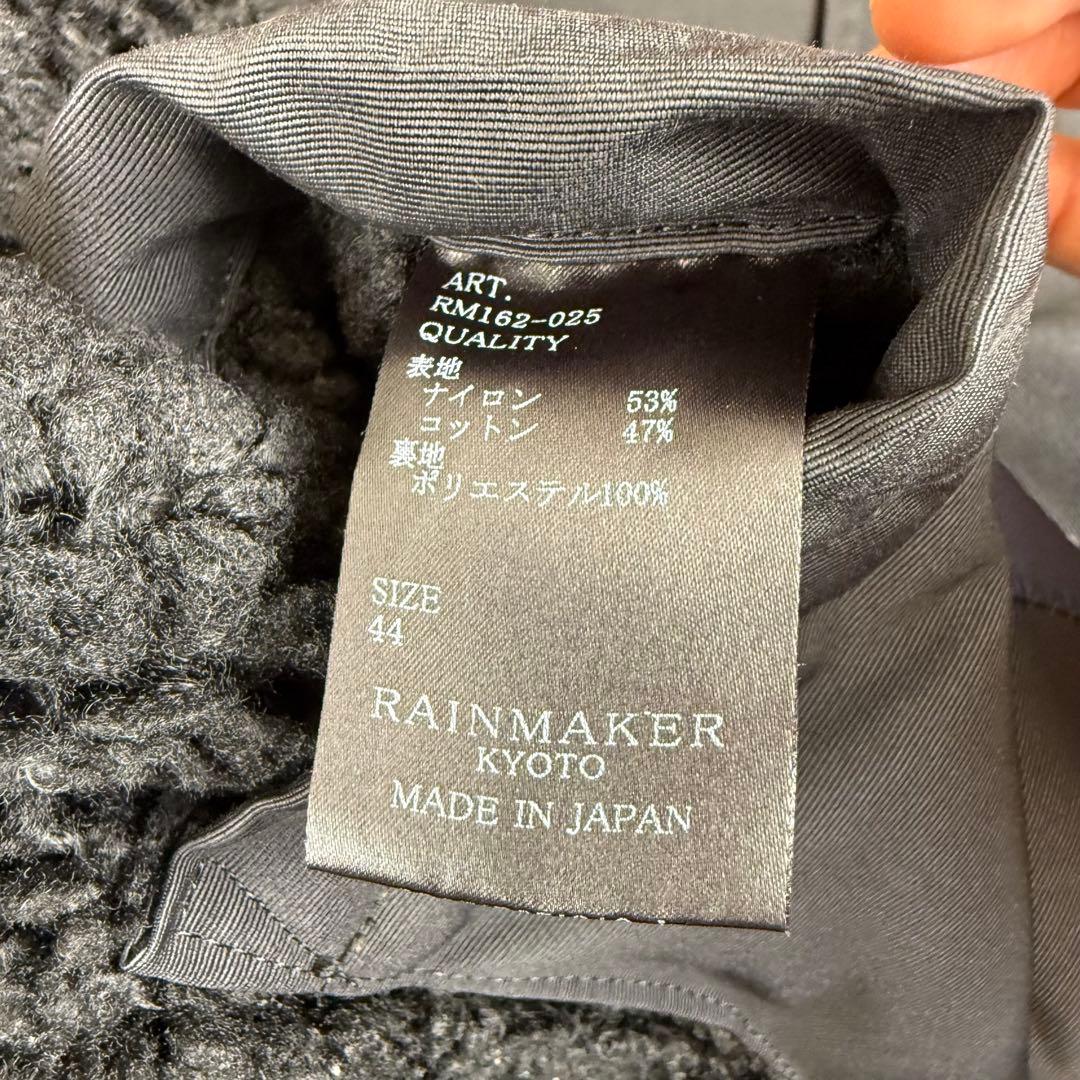 ART.
RM162-025
QUALITY
表地
ナイロン 53%
コットン 47%
裏地
ポリエステル100%
SIZE
44
RAINMAKER
KYOTO
MADE IN JAPAN